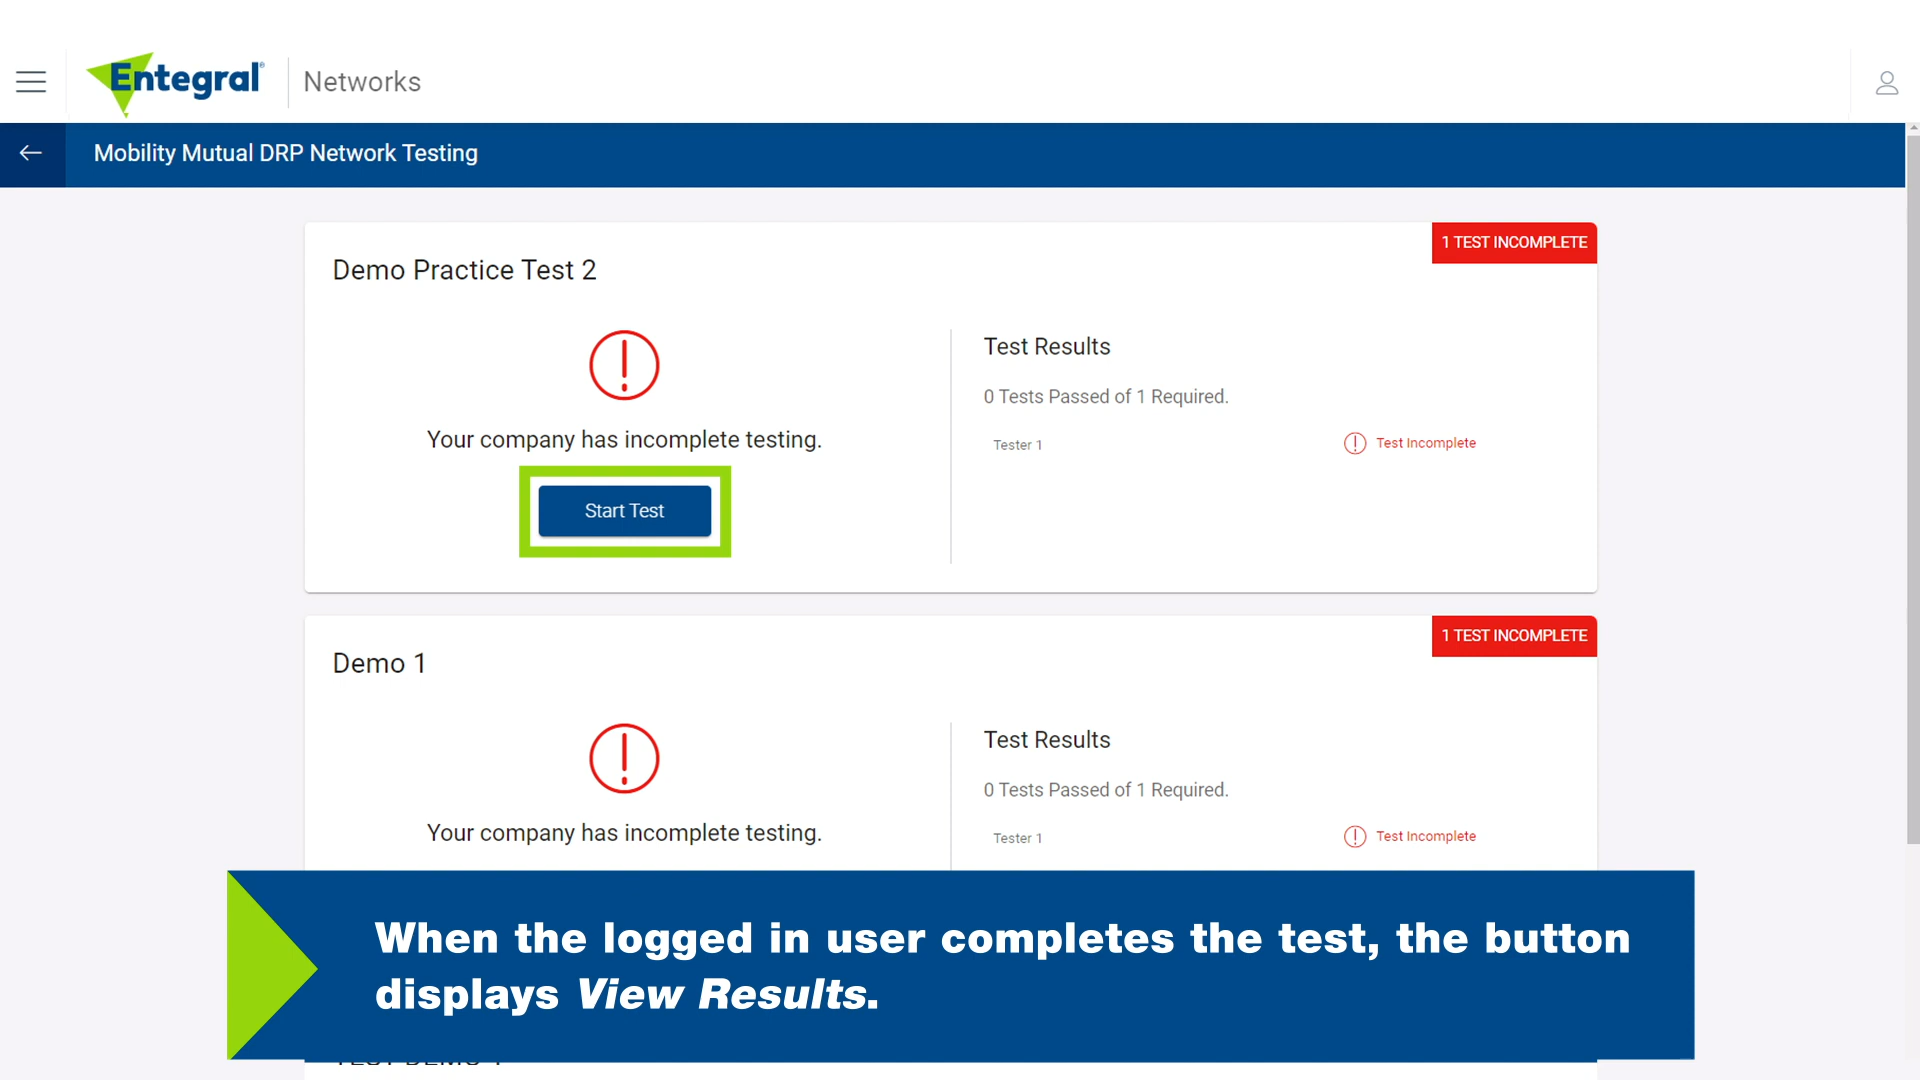 Entegral®
Networks
Mobility Mutual DRP Network Testing
1 TEST INCOMPLETE
Demo Practice Test 2
Your company has incomplete testing.
Start Test
Test Results
0 Tests Passed of 1 Required.
Tester 1
Test Incomplete
1 TEST INCOMPLETE
Demo 1
Your company has incomplete testing.
Test Results
0 Tests Passed of 1 Required.
Tester 1
Test Incomplete
When the logged in user completes the test, the button
displays View Results.